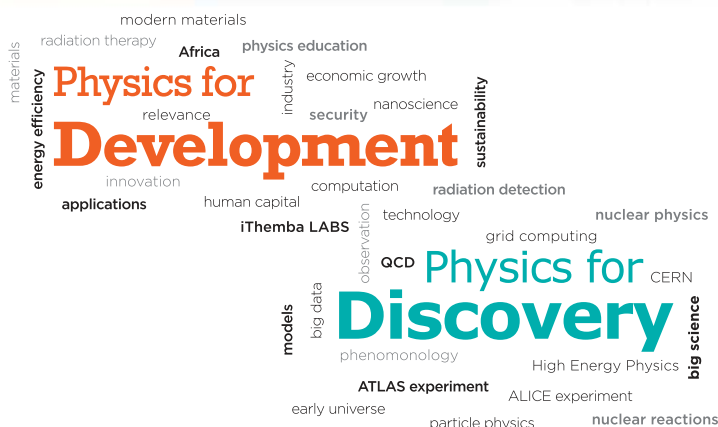 modern materials
radiation therapy
Africa
physics education
materials
energy efficiency
Physics for
industry
economic growth
nanoscience
sustainability
relevance
security
Development
innovation
computation
radiation detection
applications
human capital
iThemba LABS
observation
technology
nuclear physics
grid computing
QCD
Physics for
CERN
models
big data
Discovery
big science
phenomonology
High Energy Physics
ATLAS experiment
ALICE experiment
early universe
particle physics
nuclear reactions